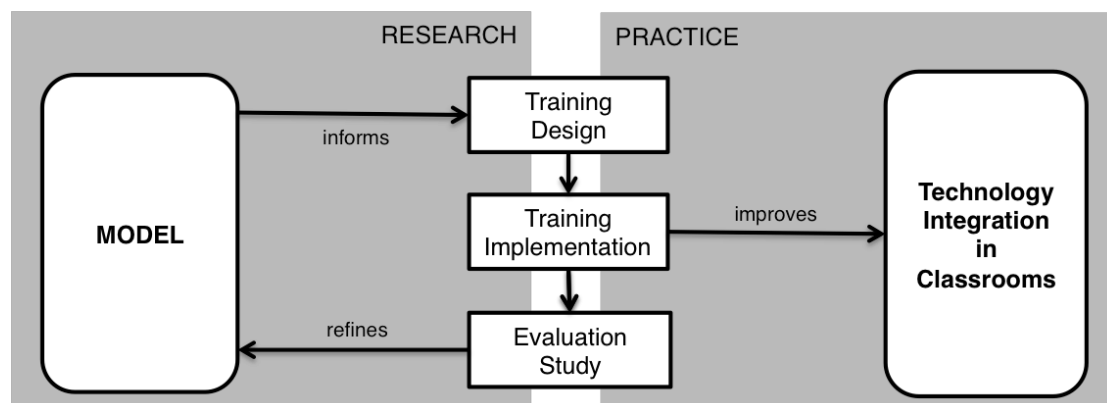 RESEARCH
PRACTICE
Training
Design
informs
MODEL
Training
Implementation
improves
Technology
Integration
in
Classrooms
refines
Evaluation
Study